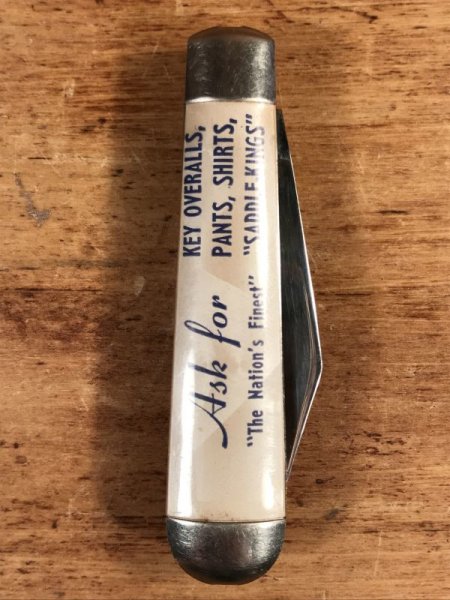 Ask for
KEY OVERALLS,
PANTS, SHIRTS,
"SADDLE KINGS"
"The Nation's Finest"